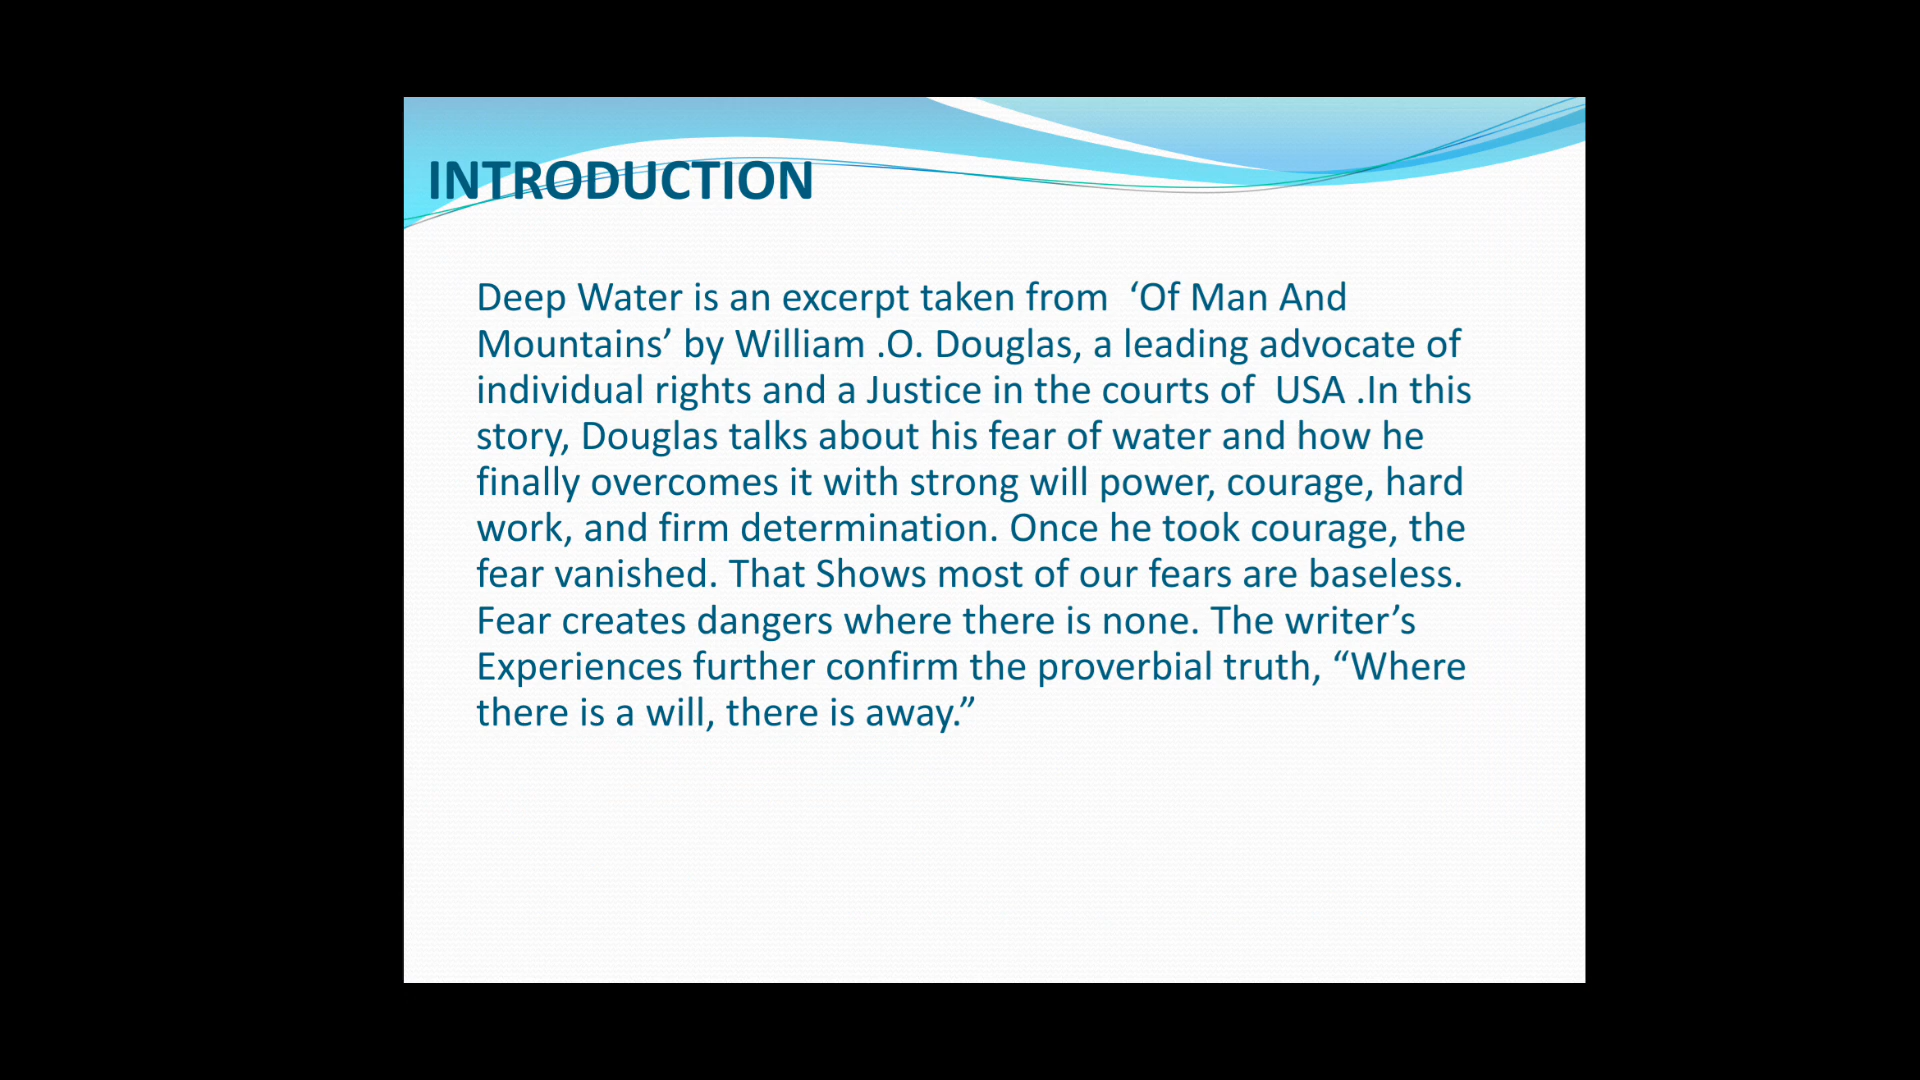 INTRODUCTION
Deep Water is an excerpt taken from  ‘Of Man And
Mountains’ by William .O. Douglas, a leading advocate of
individual rights and a Justice in the courts of  USA .In this
story, Douglas talks about his fear of water and how he
finally overcomes it with strong will power, courage, hard
work, and firm determination. Once he took courage, the
fear vanished. That Shows most of our fears are baseless.
Fear creates dangers where there is none. The writer’s
Experiences further confirm the proverbial truth, “Where
there is a will, there is away.”